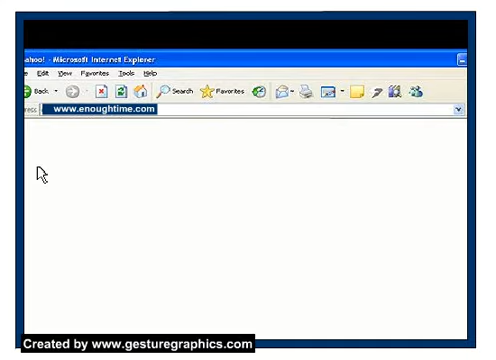 ahoo! - Microsoft Internet Explorer
Edit View Favorites Tools Help
Back Search Favorites
ress www.enoughtime.com
Created by www.gesturegraphics.com